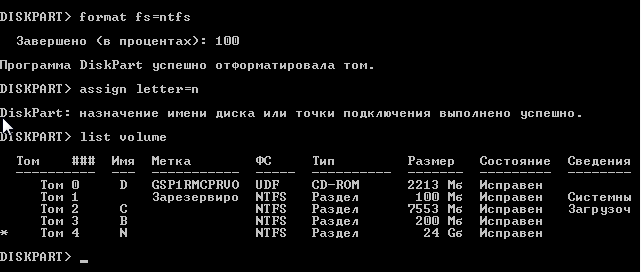 DISKPART> format fs=ntfs
Завершено (в процентах): 100
Программа DiskPart успешно отформатировала том.
DISKPART> assign letter=n
DiskPart: назначение имени диска или точки подключения выполнено успешно.
DISKPART> list volume
Том ### Имя Метка ФС Тип Размер Состояние Сведения
---------- --- ----------- ----- ---------- ------- --------- --------
Том 0 D GSP1RMCPRVO UDF CD-ROM 2213 Мб Исправен
Том 1 Зарезервиро NTFS Раздел 100 Мб Исправен Системны
Том 2 C NTFS Раздел 7553 Мб Исправен Загрузоч
Том 3 B NTFS Раздел 200 Мб Исправен
* Том 4 N NTFS Раздел 24 Gб Исправен
DISKPART> _